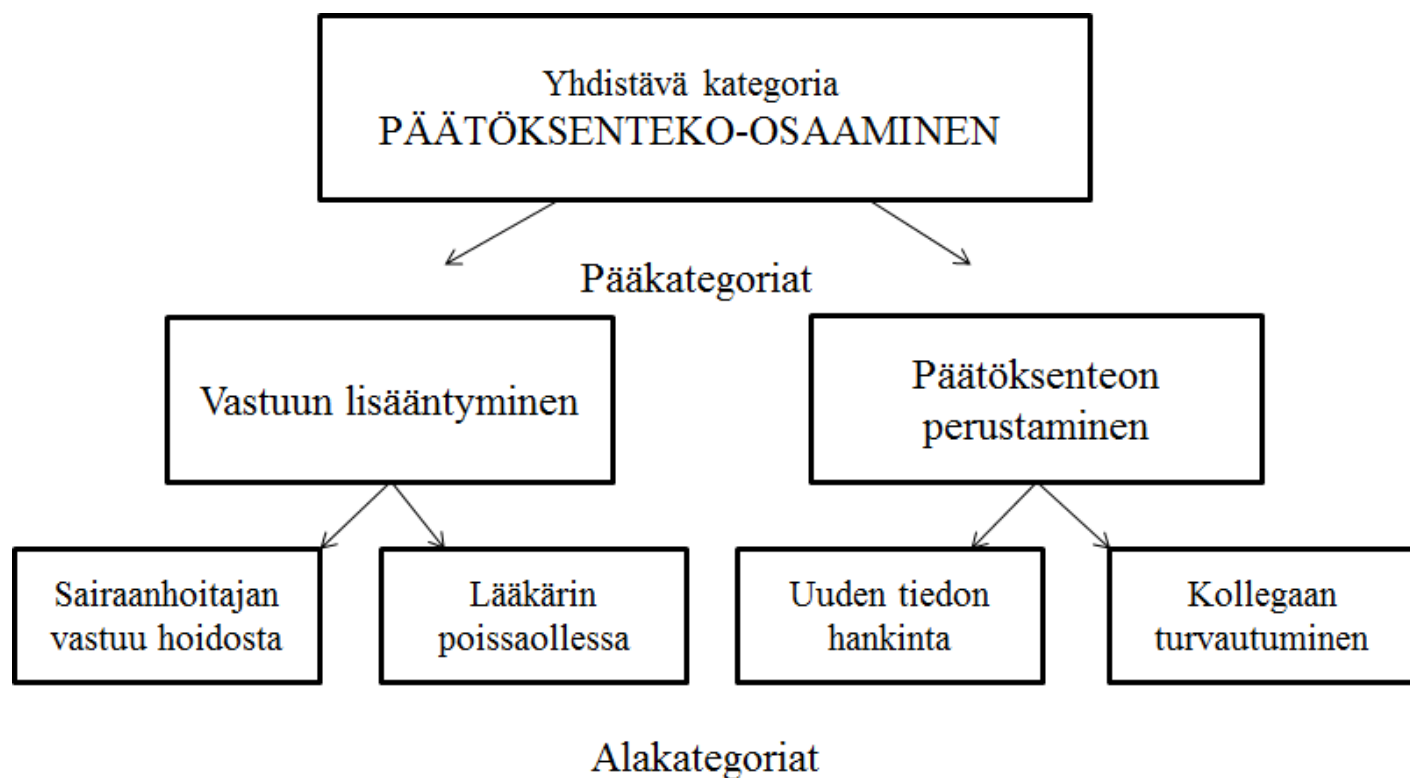 Yhdistävä kategoria
PÄÄTÖKSENTEKO-OSAAMINEN
Pääkategoriat
Vastuun lisääntyminen
Päätöksenteon
perustaminen
Sairaanhoitajan
vastuu hoidosta
Lääkärin
poissaollessa
Uuden tiedon
hankinta
Kollegaan
turvautuminen
Alakategoriat